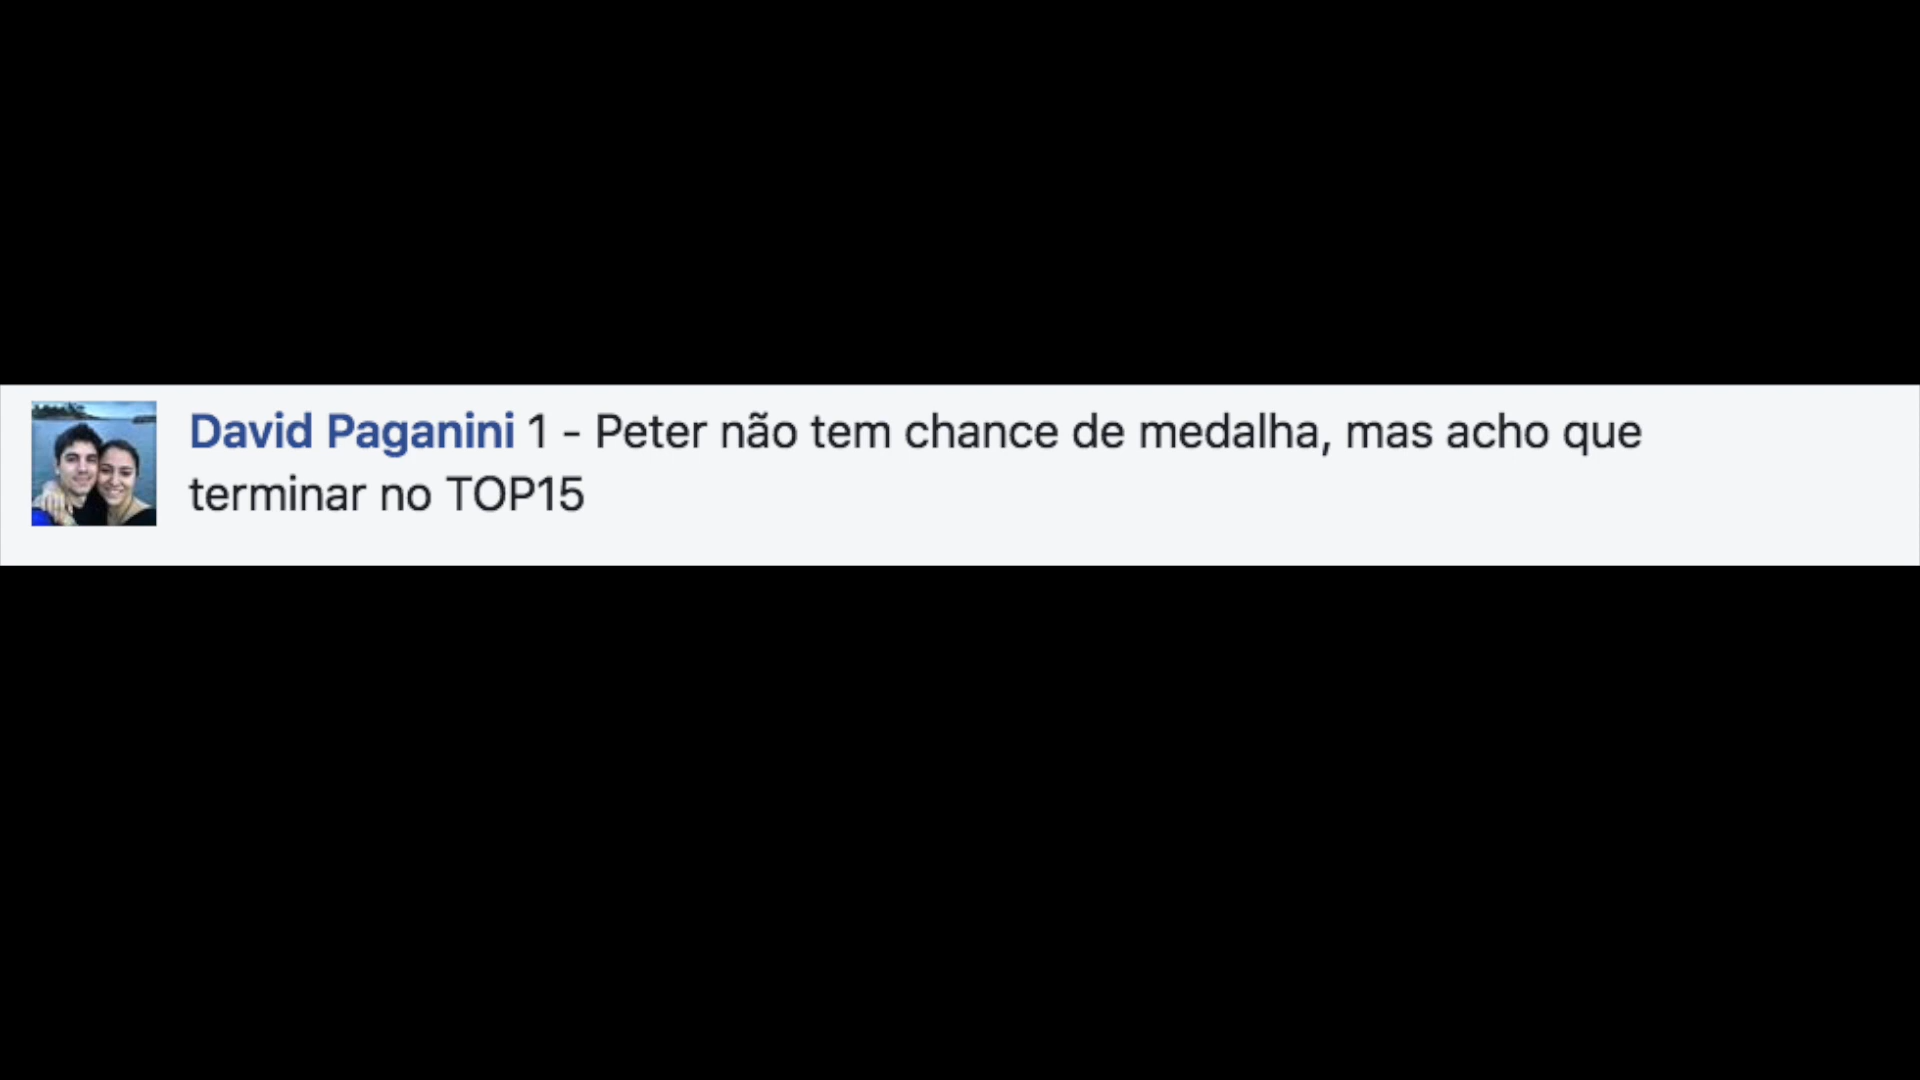 David Paganini 1 - Peter não tem chance de medalha, mas acho que
terminar no TOP15